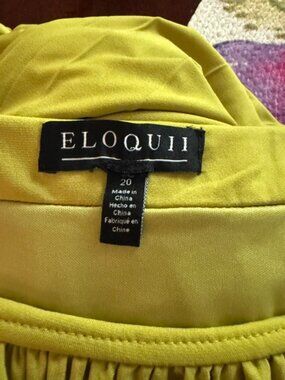 ELOQUII
20
Made in
China
Hecho en
China
Fabriqué en
Chine